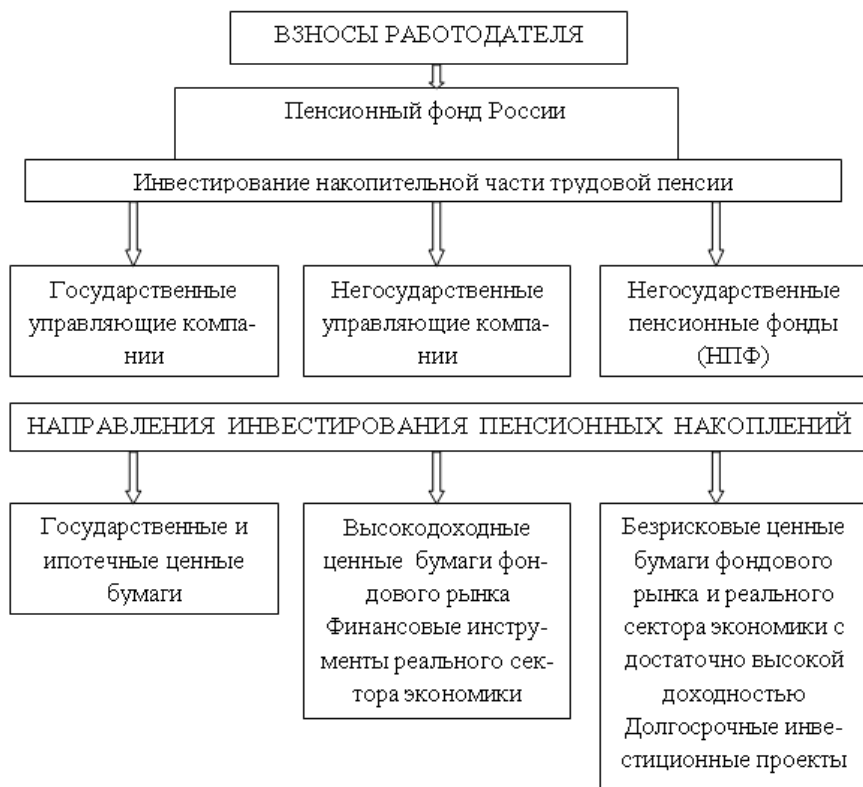 ВЗНОСЫ РАБОТОДАТЕЛЯ
Пенсионный фонд России
Инвестирование накопительной части трудовой пенсии
Государственные
управляющие компа-
нии
Негосударственные
управляющие компа-
нии
Негосударственные
пенсионные фонды
(НПФ)
НАПРАВЛЕНИЯ ИНВЕСТИРОВАНИЯ ПЕНСИОННЫХ НАКОПЛЕНИЙ
Государственные и
ипотечные ценные
бумаги
Высокодоходные
ценные бумаги фон-
дового рынка
Финансовые инстру-
менты реального сек-
тора экономики
Безрисковые ценные
бумаги фондового
рынка и реального
сектора экономики с
достаточно высокой
доходностью
Долгосрочные инве-
стиционные проекты